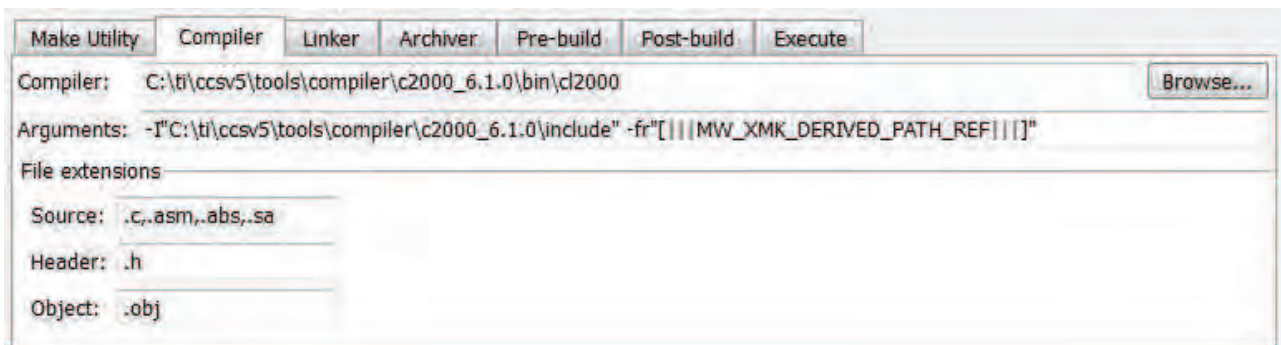 Make Utility Compiler Linker Archiver Pre-build Post-build Execute
Compiler: C:\ti\ccsv5\tools\compiler\c2000_6.1.0\bin\cl2000 Browse...
Arguments: -I"C:\ti\ccsv5\tools\compiler\c2000_6.1.0\include" -fr"[|||MW_XMK_DERIVED_PATH_REF|||]"
File extensions
Source: .c,.asm,.abs,.sa
Header: .h
Object: .obj